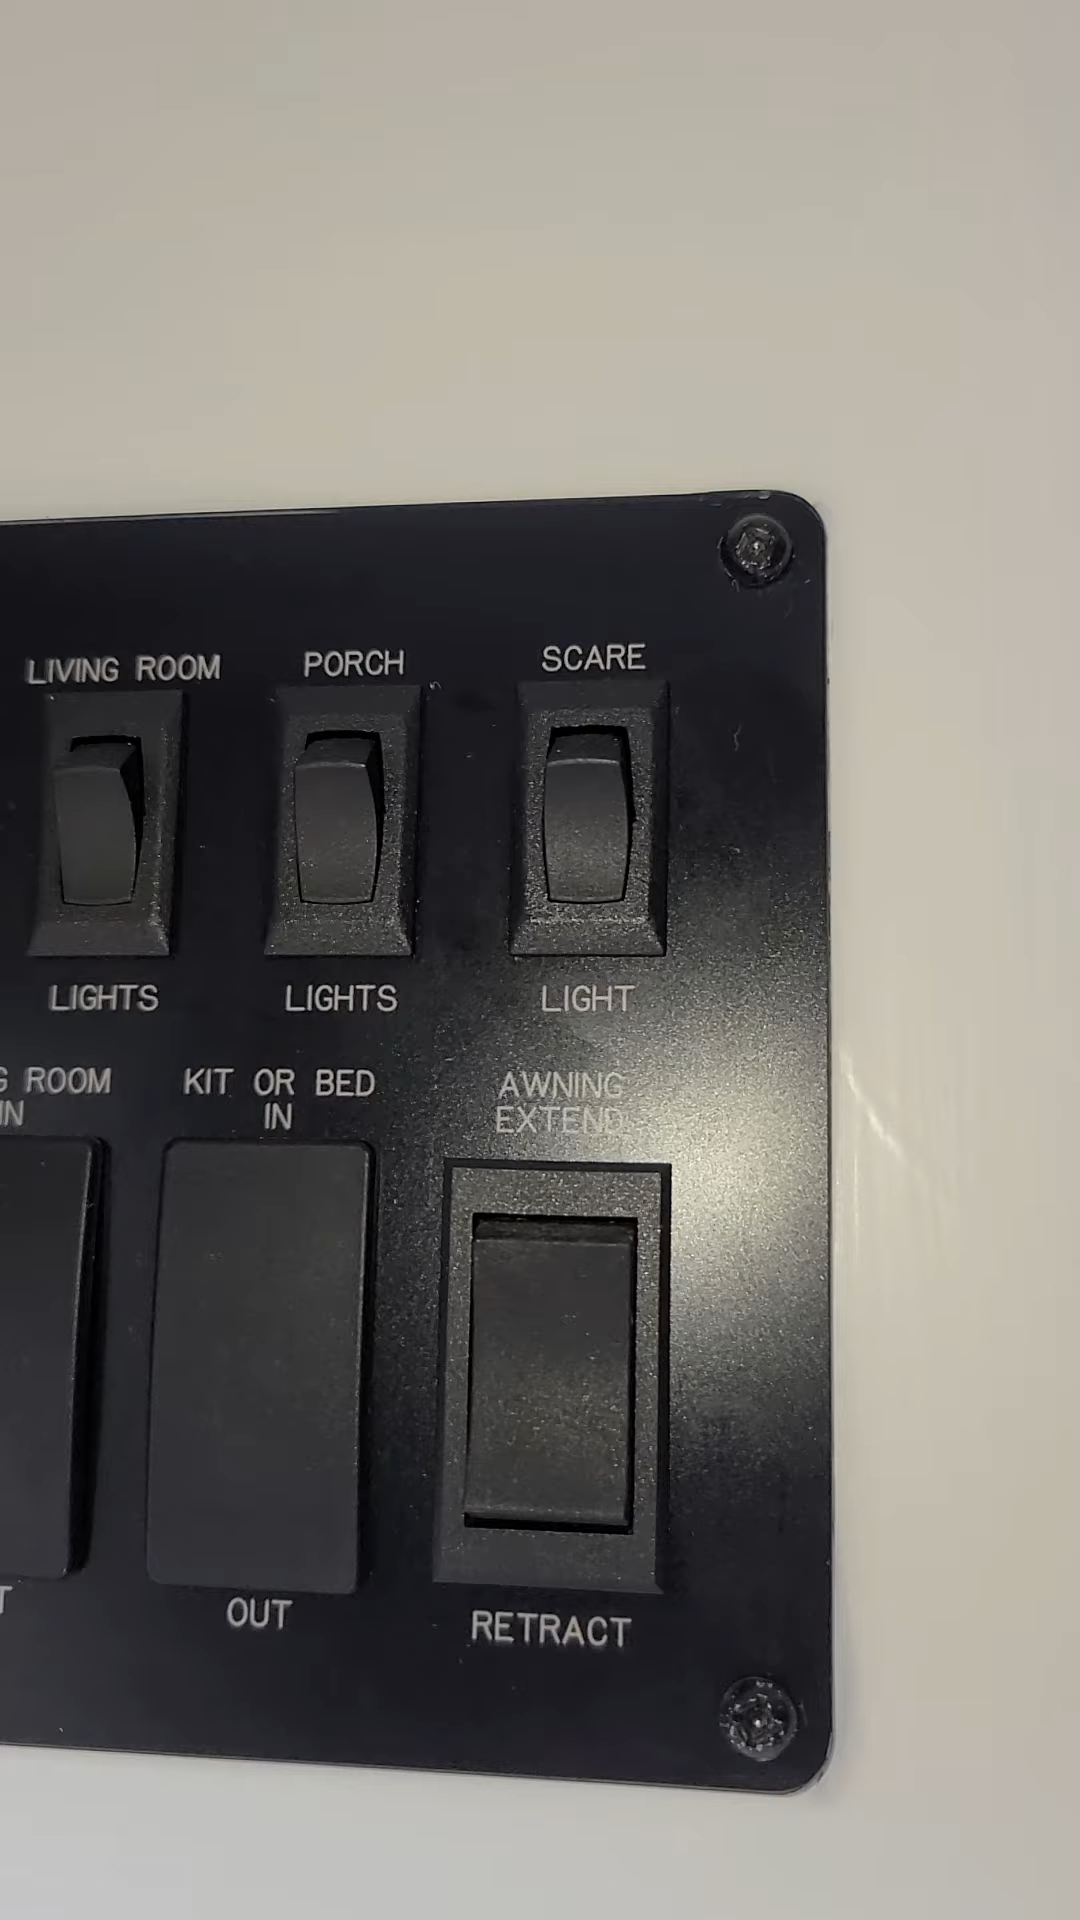 LIVING ROOM PORCH SCARE
LIGHTS LIGHTS LIGHT
ROOM KIT OR BED AWNING
IN IN EXTEND
OUT RETRACT